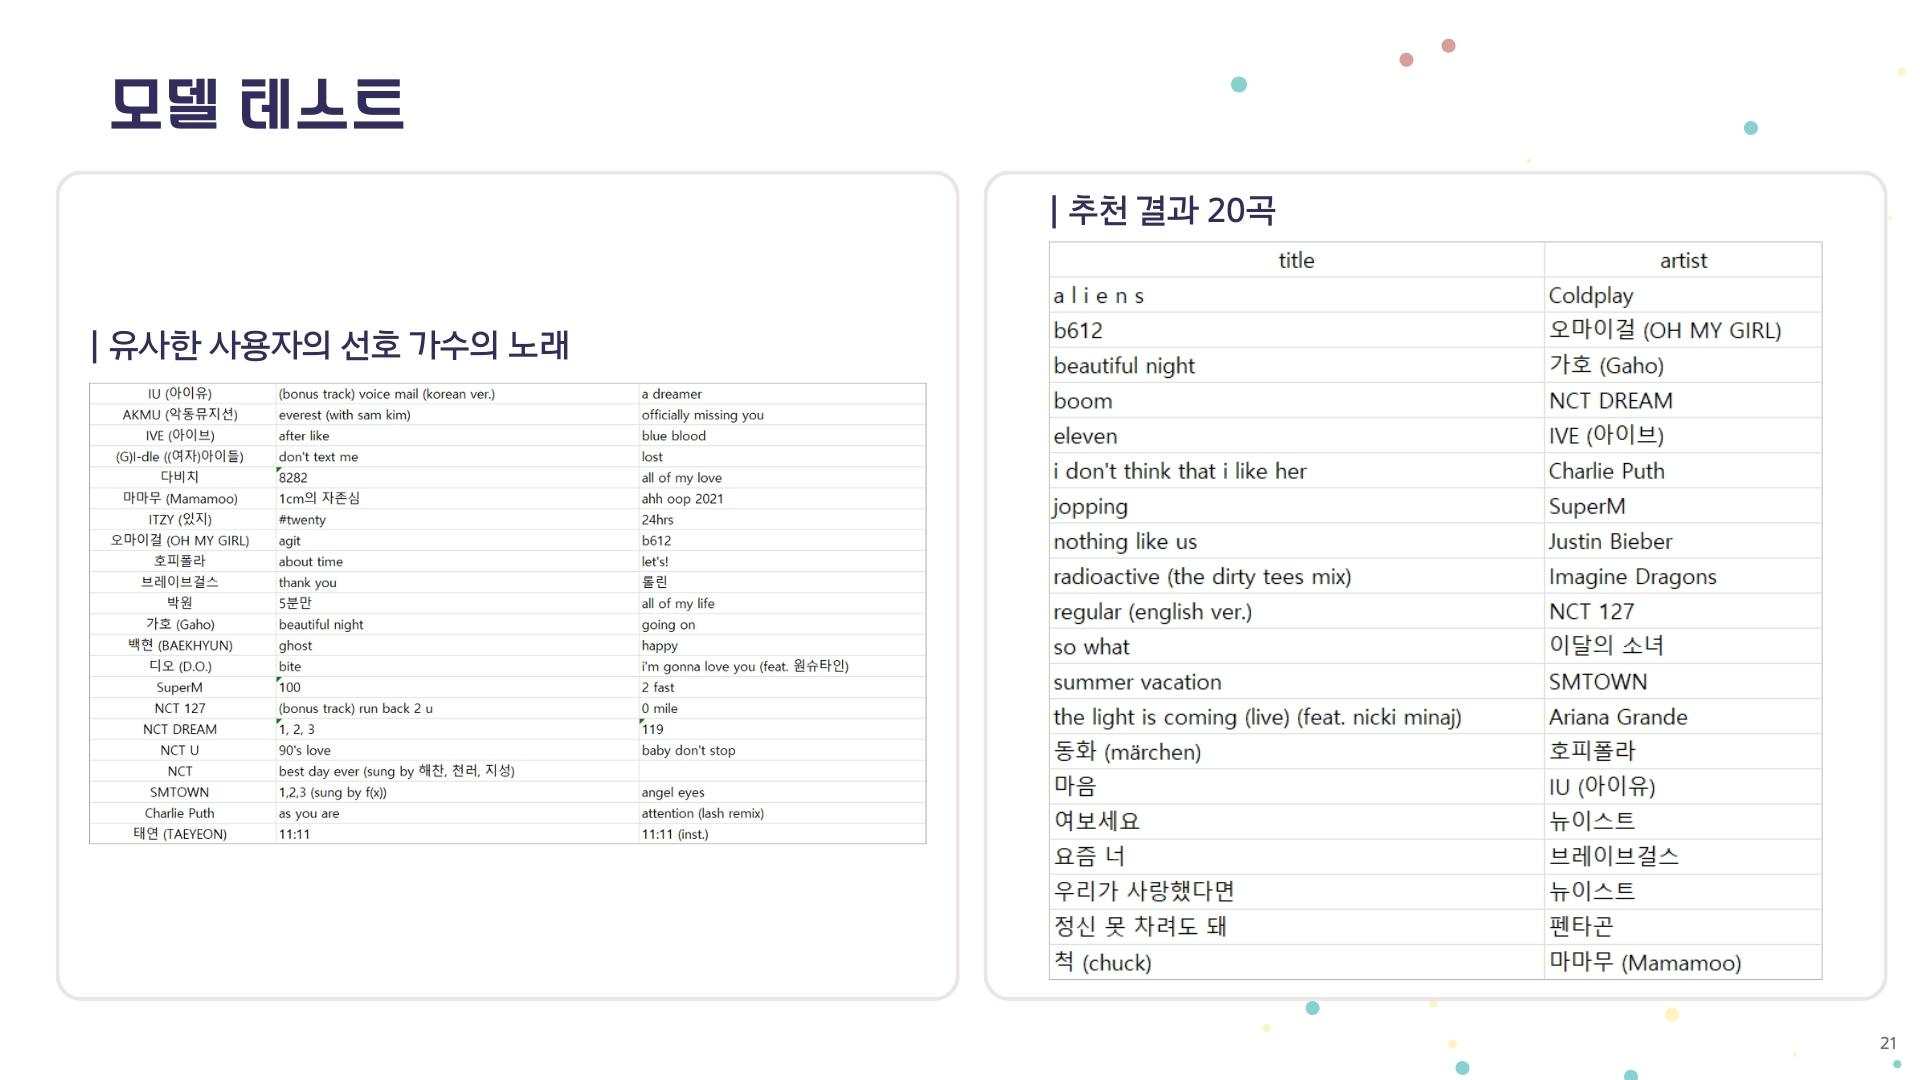 모델 테스트
| 유사한 사용자의 선호 가수의 노래
IU (아이유) (bonus track) voice mail (korean ver.) a dreamer
AKMU (악동뮤지션) everest (with sam kim) officially missing you
IVE (아이브) after like blue blood
(G)I-dle ((여자)아이들) don't text me lost
다비치 8282 all of my love
마마무 (Mamamoo) 1cm의 자존심 ahh oop 2021
ITZY (있지) #twenty 24hrs
오마이걸 (OH MY GIRL) agit b612
호피폴라 about time let's!
브레이브걸스 thank you 롤린
박원 5분만 all of my life
가호 (Gaho) beautiful night going on
백현 (BAEKHYUN) ghost happy
디오 (D.O.) bite i'm gonna love you (feat. 원슈타인)
SuperM 100 2 fast
NCT 127 (bonus track) run back 2 u 0 mile
NCT DREAM 1, 2, 3 119
NCT U 90's love baby don't stop
NCT best day ever (sung by 해찬, 천러, 지성)
SMTOWN 1,2,3 (sung by f(x)) angel eyes
Charlie Puth as you are attention (lash remix)
태연 (TAEYEON) 11:11 11:11 (inst.)
| 추천 결과 20곡
title artist
a l i e n s Coldplay
b612 오마이걸 (OH MY GIRL)
beautiful night 가호 (Gaho)
boom NCT DREAM
eleven IVE (아이브)
i don't think that i like her Charlie Puth
jopping SuperM
nothing like us Justin Bieber
radioactive (the dirty tees mix) Imagine Dragons
regular (english ver.) NCT 127
so what 이달의 소녀
summer vacation SMTOWN
the light is coming (live) (feat. nicki minaj) Ariana Grande
동화 (märchen) 호피폴라
마음 IU (아이유)
여보세요 뉴이스트
요즘 너 브레이브걸스
우리가 사랑했다면 뉴이스트
정신 못 차려도 돼 펜타곤
척 (chuck) 마마무 (Mamamoo)
21